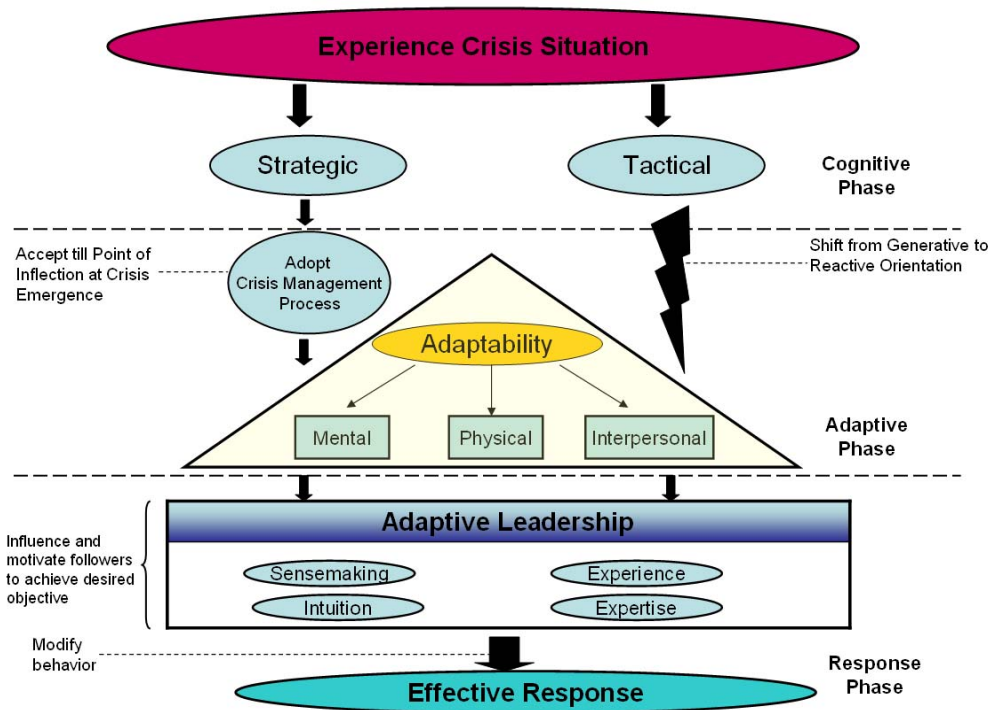 Experience Crisis Situation
Strategic
Tactical
Cognitive
Phase
Accept till Point of
Inflection at Crisis
Emergence
Adopt
Crisis Management
Process
Shift from Generative to
Reactive Orientation
Adaptability
Mental
Physical
Interpersonal
Adaptive
Phase
Adaptive Leadership
Influence and
motivate followers
to achieve desired
objective
Sensemaking
Experience
Intuition
Expertise
Modify
behavior
Response
Phase
Effective Response